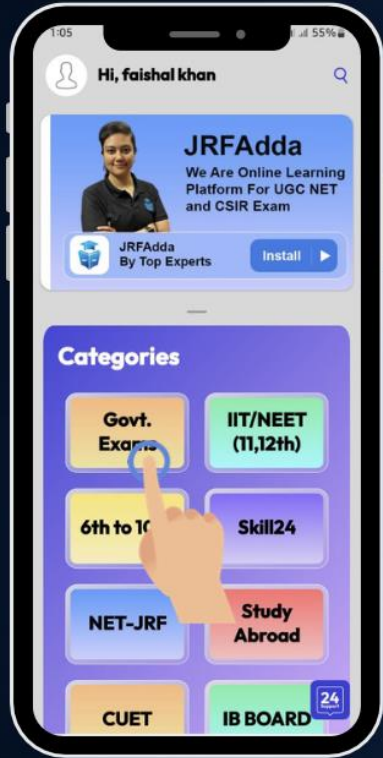 1:05
55%
Hi, faishal khan
JRFAdda
We Are Online Learning
Platform For UGC NET
and CSIR Exam
JRFAdda
By Top Experts
Install
Categories
Govt.
Exams
IIT/NEET
(11,12th)
6th to
Skill24
NET-JRF
Study
Abroad
CUET
IB BOARD
24
Support